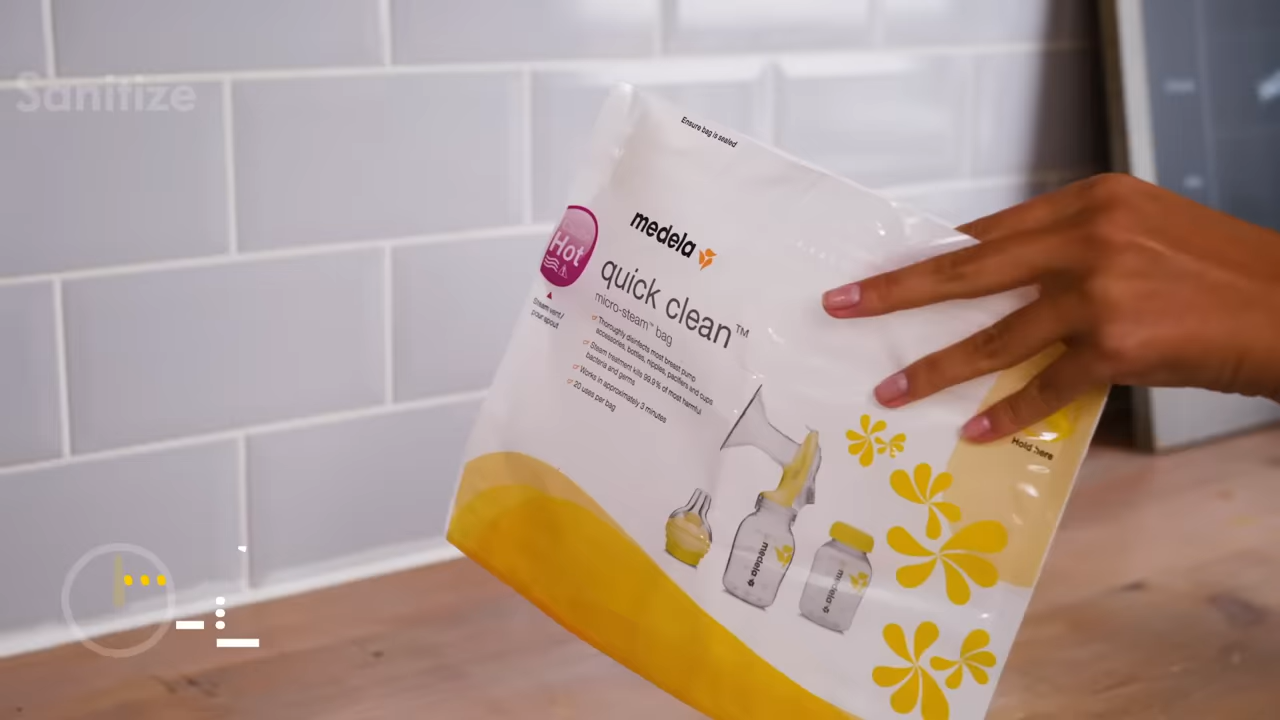 Sanitize
Ensure bag is sealed
medela
quick clean™
micro-steam™ bag
Hot
Steam vent/
pour spout
Thoroughly disinfects most breast pump
accessories, bottles, nipples, pacifiers and cups
Steam treatment kills 99.9% of most harmful
bacteria and germs
Works in approximately 3 minutes
20 uses per bag
Hold here
medela
medela